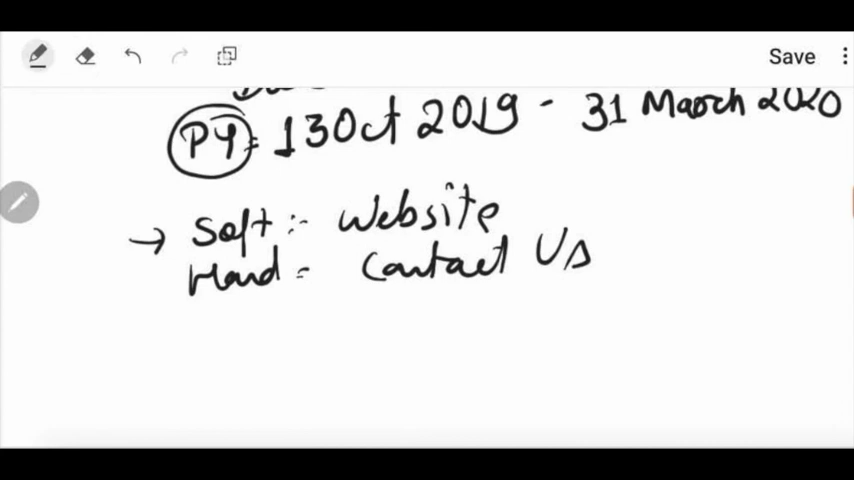 Save
PY = 13 Oct 2019 - 31 March 2020
→ Soft :- Website
Hard = Contact Us